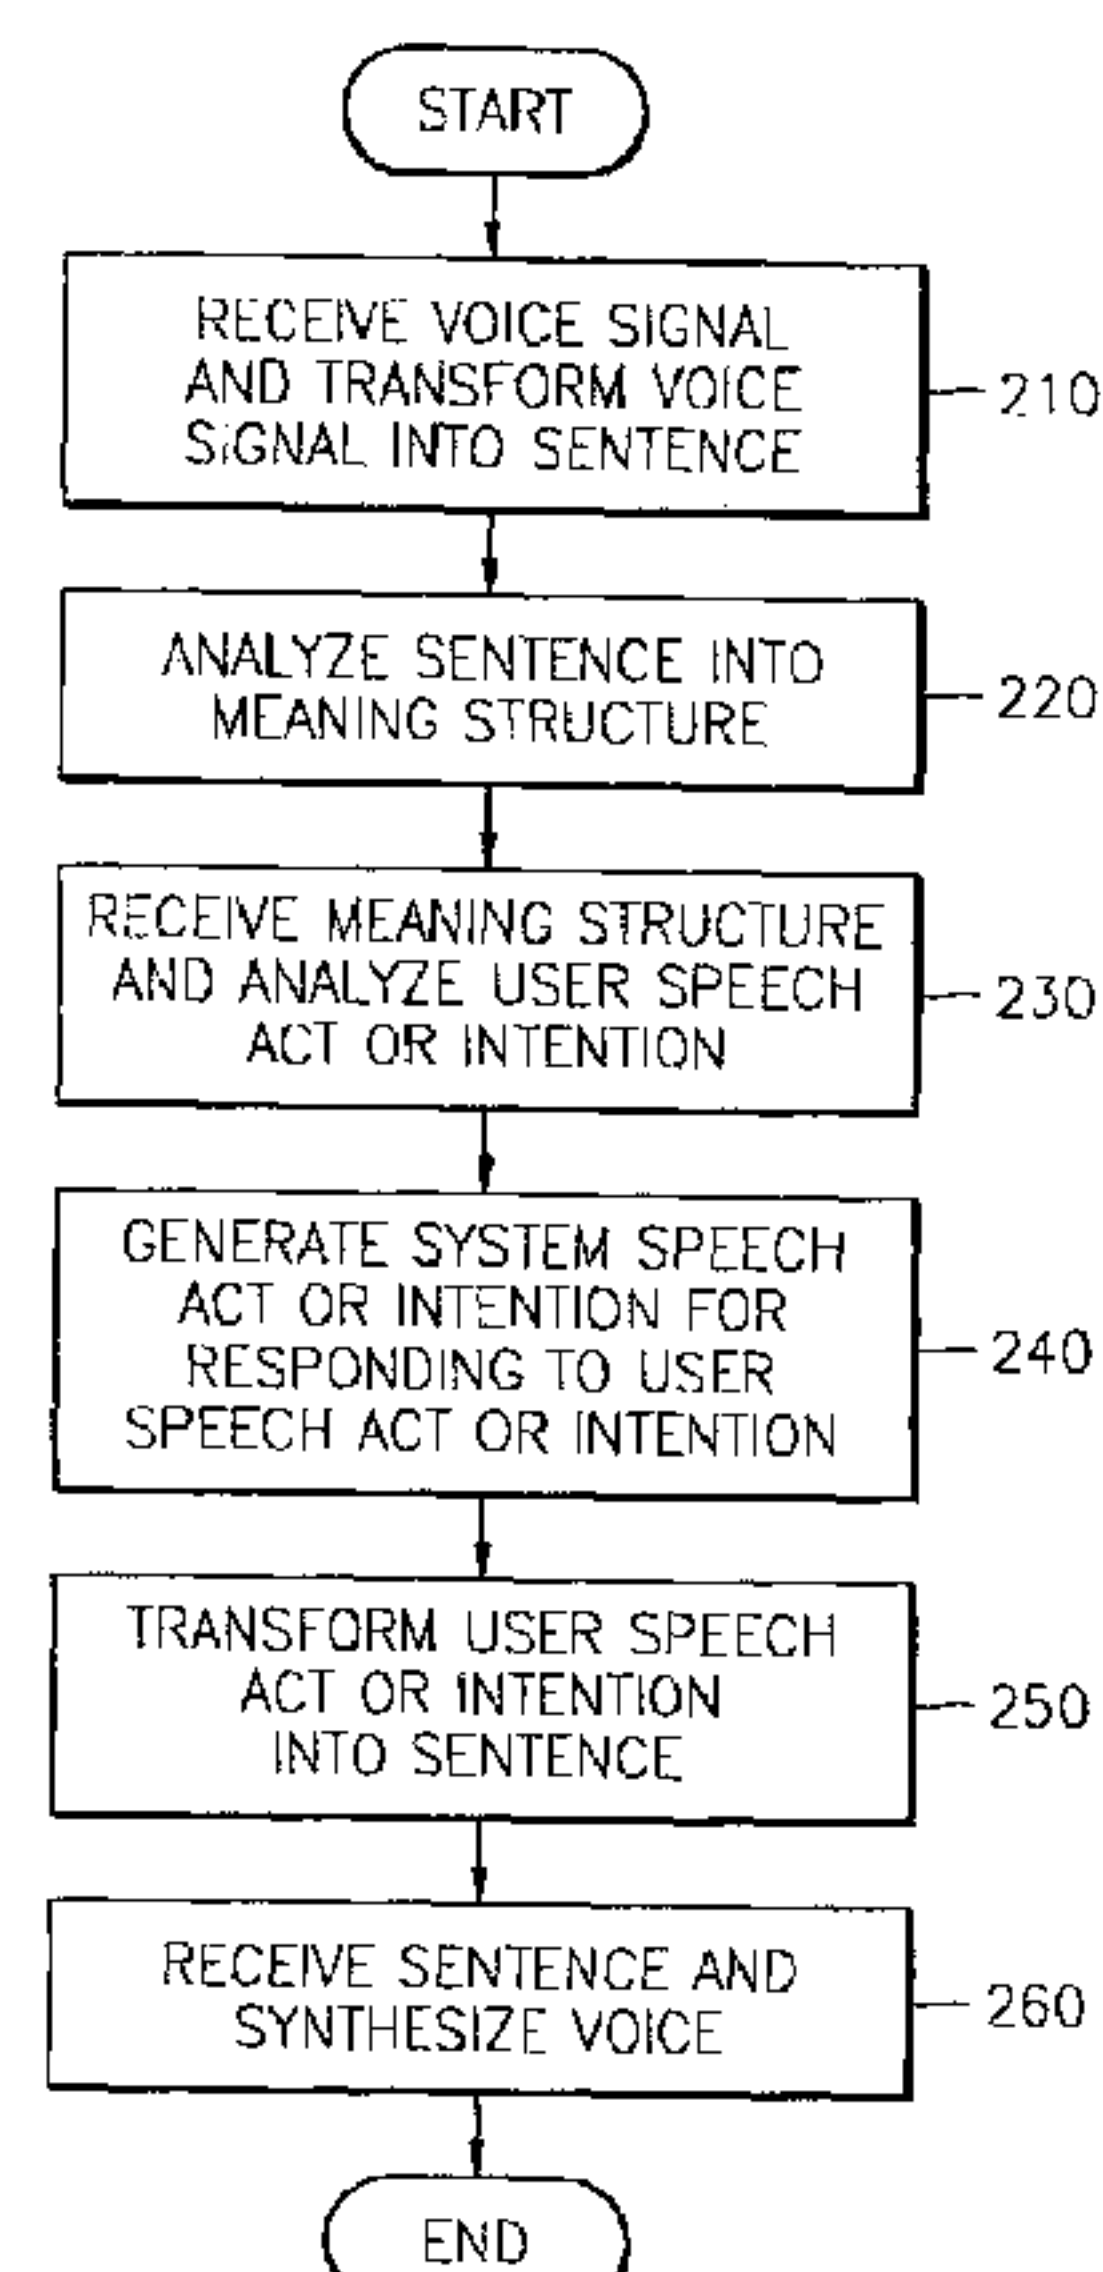 START
RECEIVE VOICE SIGNAL
AND TRANSFORM VOICE
SIGNAL INTO SENTENCE
210
ANALYZE SENTENCE INTO
MEANING STRUCTURE
220
RECEIVE MEANING STRUCTURE
AND ANALYZE USER SPEECH
ACT OR INTENTION
230
GENERATE SYSTEM SPEECH
ACT OR INTENTION FOR
RESPONDING TO USER
SPEECH ACT OR INTENTION
240
TRANSFORM USER SPEECH
ACT OR INTENTION
INTO SENTENCE
250
RECEIVE SENTENCE AND
SYNTHESIZE VOICE
260
END